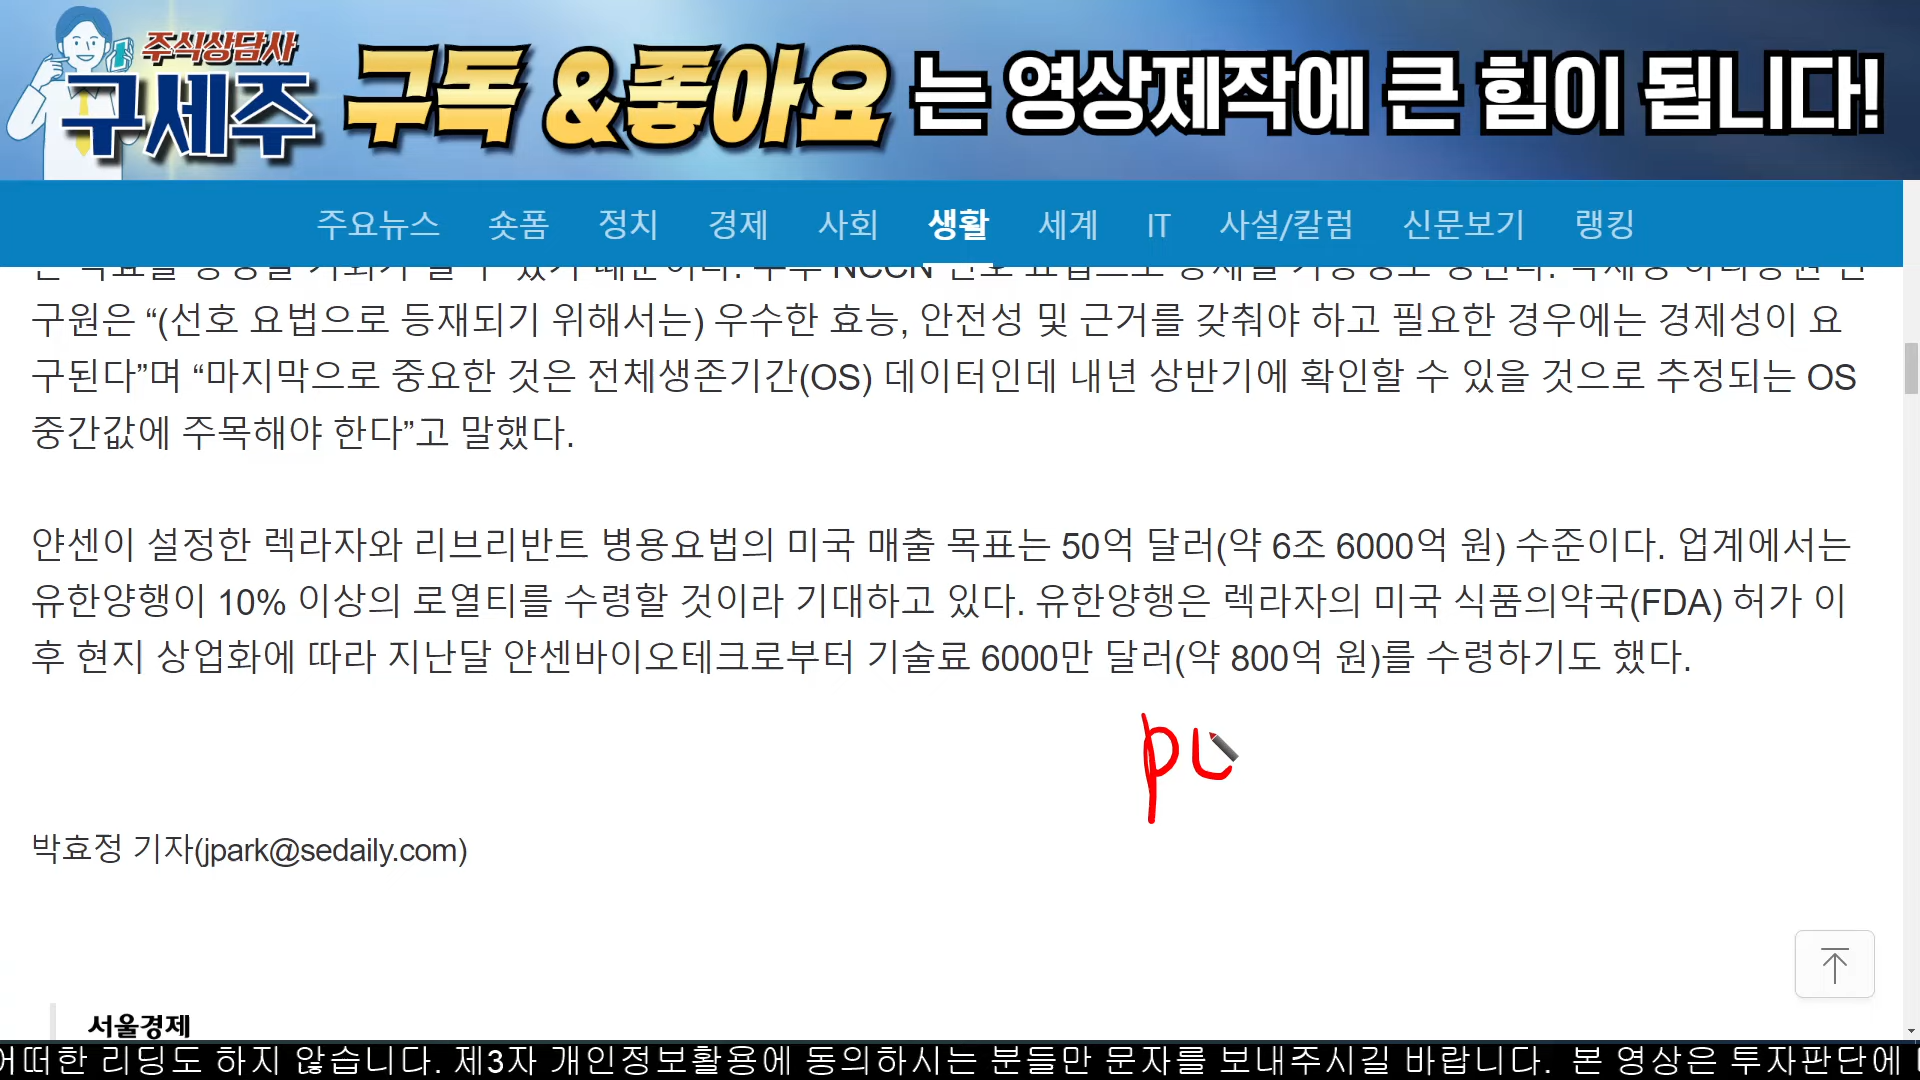 주식상담사
구세주
구독 &좋아요 는 영상제작에 큰 힘이 됩니다!
주요뉴스 숏폼 정치 경제 사회 생활 세계 IT 사설/칼럼 신문보기 랭킹
구원은 “(선호 요법으로 등재되기 위해서는) 우수한 효능, 안전성 및 근거를 갖춰야 하고 필요한 경우에는 경제성이 요
구된다”며 “마지막으로 중요한 것은 전체생존기간(OS) 데이터인데 내년 상반기에 확인할 수 있을 것으로 추정되는 OS
중간값에 주목해야 한다”고 말했다.
얀센이 설정한 렉라자와 리브리반트 병용요법의 미국 매출 목표는 50억 달러(약 6조 6000억 원) 수준이다. 업계에서는
유한양행이 10% 이상의 로열티를 수령할 것이라 기대하고 있다. 유한양행은 렉라자의 미국 식품의약국(FDA) 허가 이
후 현지 상업화에 따라 지난달 얀센바이오테크로부터 기술료 6000만 달러(약 800억 원)를 수령하기도 했다.
박효정 기자(jpark@sedaily.com)
서울경제
어떠한 리딩도 하지 않습니다. 제3자 개인정보활용에 동의하시는 분들만 문자를 보내주시길 바랍니다. 본 영상은 투자판단에